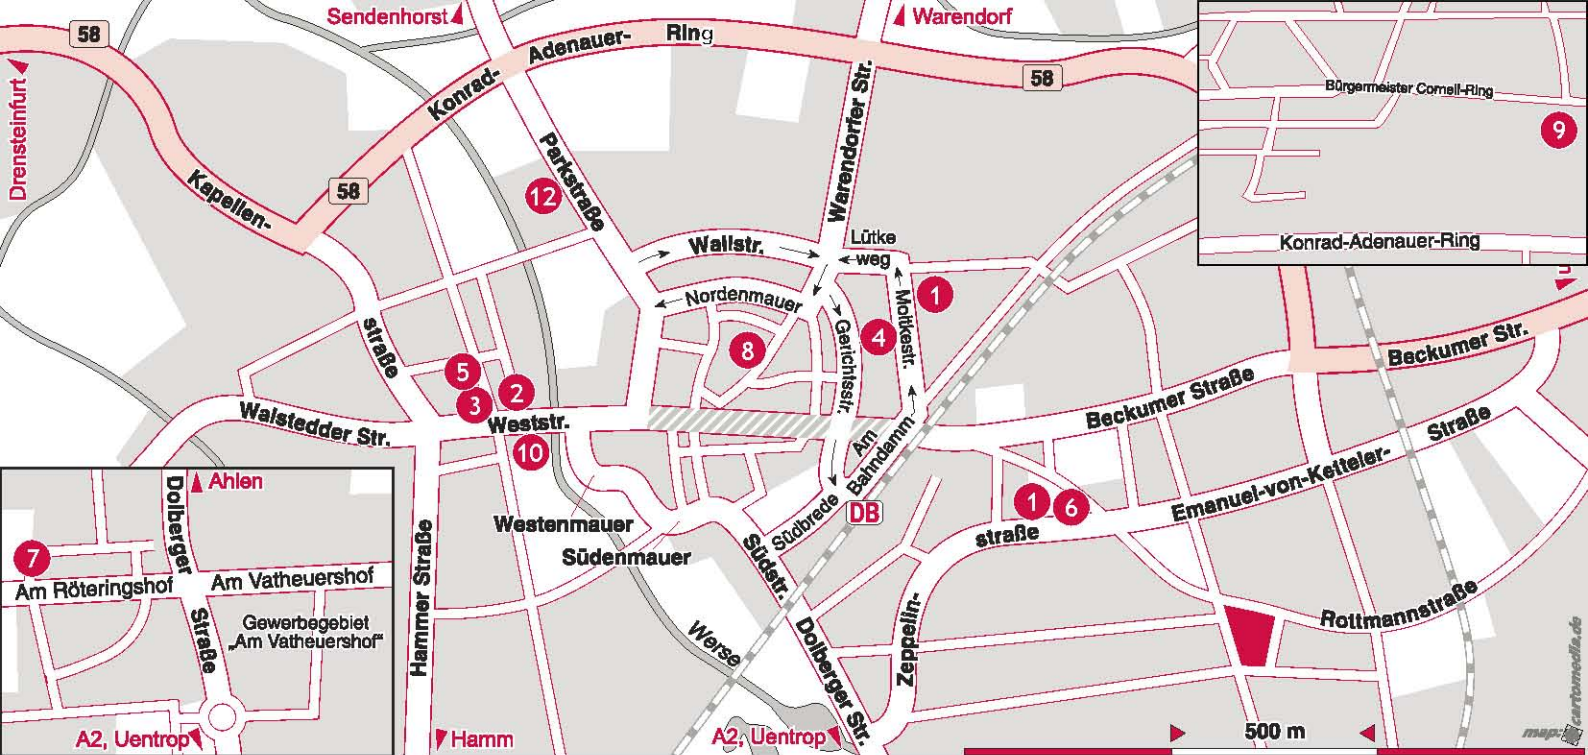 Sendenhorst
Warendorf
58
Konrad-
Adenauer-
Ring
58
Drensteinfurt
Kapellen-
58
straße
Parkstraße
12
Warendorfer Str.
Wallstr.
Lütke
weg
Nordenmauer
Gerichtsstr.
Moltkestr.
1
4
8
5
3
2
10
Weststr.
Walstedder Str.
Am
Bahndamm
DB
Südbrede
Westenmauer
Südenmauer
Südstr.
Hammer Straße
Hamm
Werse
Dolberger Str.
A2, Uentrop
Zeppelin-
straße
1
6
Emanuel-von-Ketteler-
Straße
Beckumer Straße
Beckumer Str.
Rottmannstraße
500 m
map:
cartomedia.de
Bürgermeister Corneli-Ring
9
Konrad-Adenauer-Ring
Ahlen
Dolberger
Straße
7
Am Röteringshof
Am Vatheuershof
Gewerbegebiet
„Am Vatheuershof“
A2, Uentrop